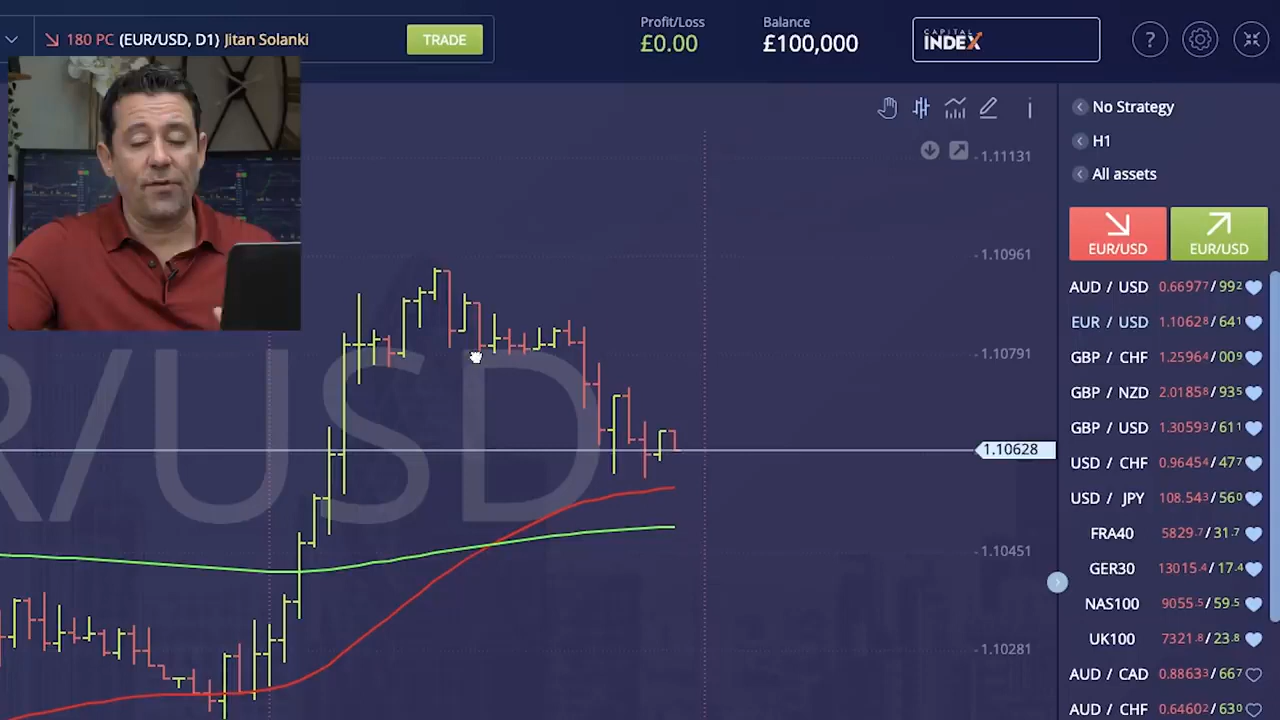 180 PC (EUR/USD, D1) Jitan Solanki
TRADE
Profit/Loss
£0.00
Balance
£100,000
CAPITAL
INDEX
?
No Strategy
H1
All assets
EUR/USD
EUR/USD
AUD / USD 0.66977/992
EUR / USD 1.10628/641
GBP / CHF 1.25964/009
GBP / NZD 2.01858/935
GBP / USD 1.30593/611
USD / CHF 0.96454/477
USD / JPY 108.543/560
FRA40 5829.7/31.7
GER30 13015.4/17.4
NAS100 9055.5/59.5
UK100 7321.8/23.8
AUD / CAD 0.88633/667
AUD / CHF 0.64602/630
1.11131
1.10961
1.10791
1.10628
1.10451
1.10281
R/USD